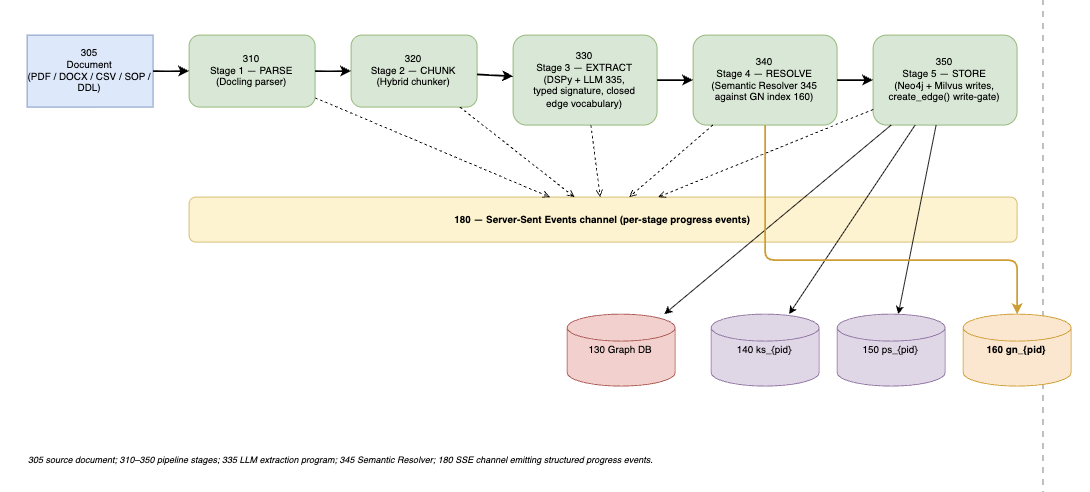 305
Document
(PDF / DOCX / CSV / SOP /
DDL)
310
Stage 1 — PARSE
(Docling parser)
320
Stage 2 — CHUNK
(Hybrid chunker)
330
Stage 3 — EXTRACT
(DSPy + LLM 335,
typed signature, closed
edge vocabulary)
340
Stage 4 — RESOLVE
(Semantic Resolver 345
against GN index 160)
350
Stage 5 — STORE
(Neo4j + Milvus writes,
create_edge() write-gate)
180 — Server-Sent Events channel (per-stage progress events)
130 Graph DB
140 ks_{pid}
150 ps_{pid}
160 gn_{pid}
305 source document; 310–350 pipeline stages; 335 LLM extraction program; 345 Semantic Resolver; 180 SSE channel emitting structured progress events.